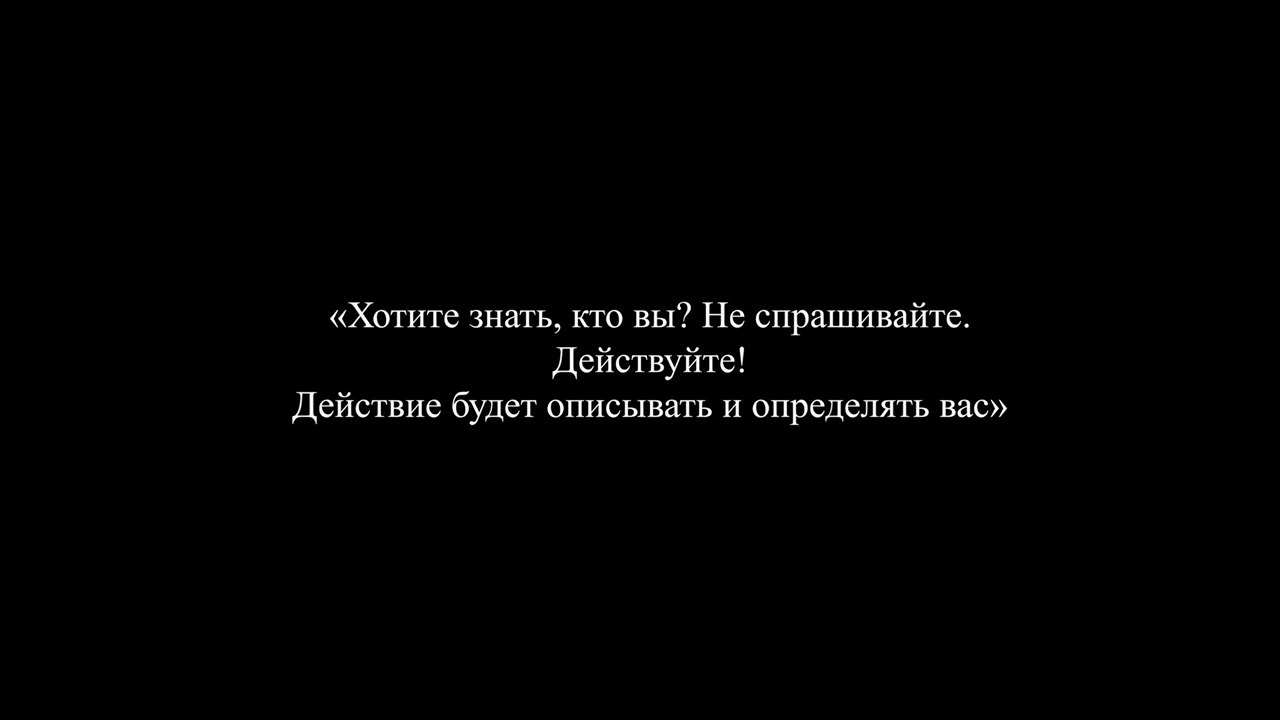 «Хотите знать, кто вы? Не спрашивайте.
Действуйте!
Действие будет описывать и определять вас»